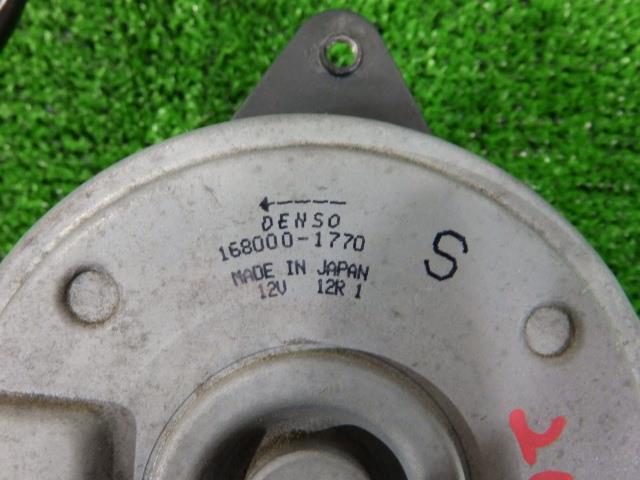 DENSO
168000-1770
MADE IN JAPAN
12V 12R 1
S